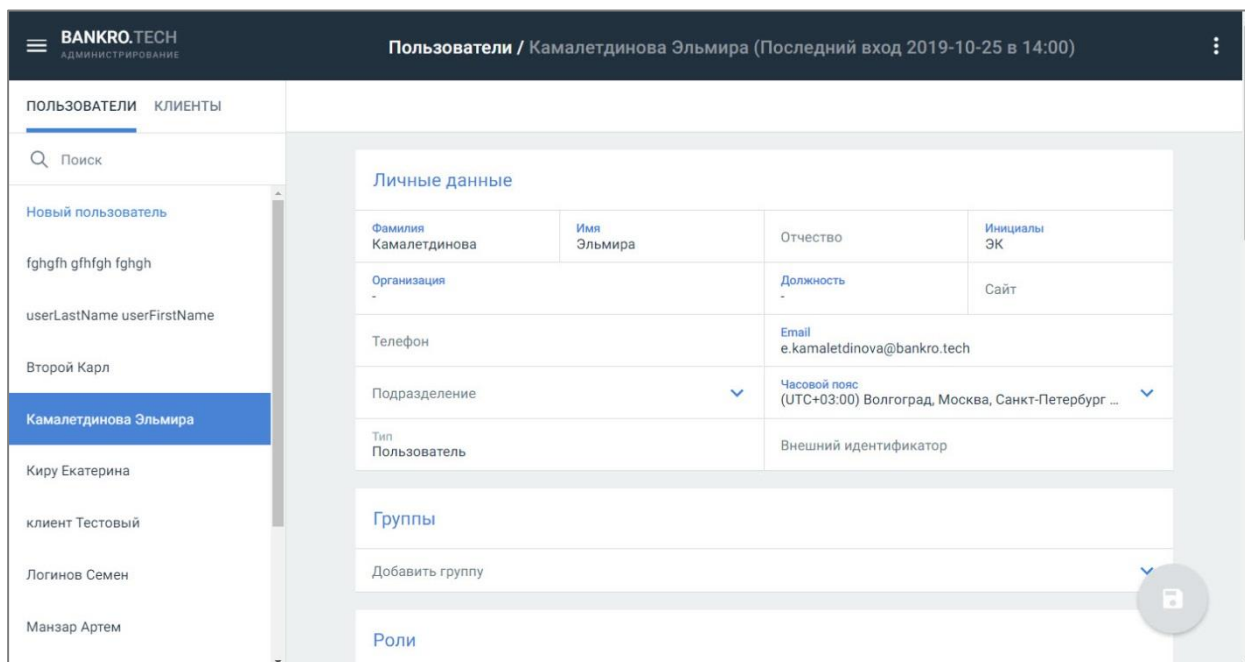 BANKRO.TECH
АДМИНИСТРИРОВАНИЕ
Пользователи / Камалетдинова Эльмира (Последний вход 2019-10-25 в 14:00)
ПОЛЬЗОВАТЕЛИ КЛИЕНТЫ
Поиск
Новый пользователь
fghgfh gfhfgh fghgh
userLastName userFirstName
Второй Карл
Камалетдинова Эльмира
Киру Екатерина
клиент Тестовый
Логинов Семен
Манзар Артем
Личные данные
Фамилия
Камалетдинова
Имя
Эльмира
Отчество
Инициалы
ЭК
Организация
-
Должность
-
Сайт
Телефон
Email
e.kamaletdinova@bankro.tech
Подразделение
Часовой пояс
(UTC+03:00) Волгоград, Москва, Санкт-Петербург ...
Тип
Пользователь
Внешний идентификатор
Группы
Добавить группу
Роли